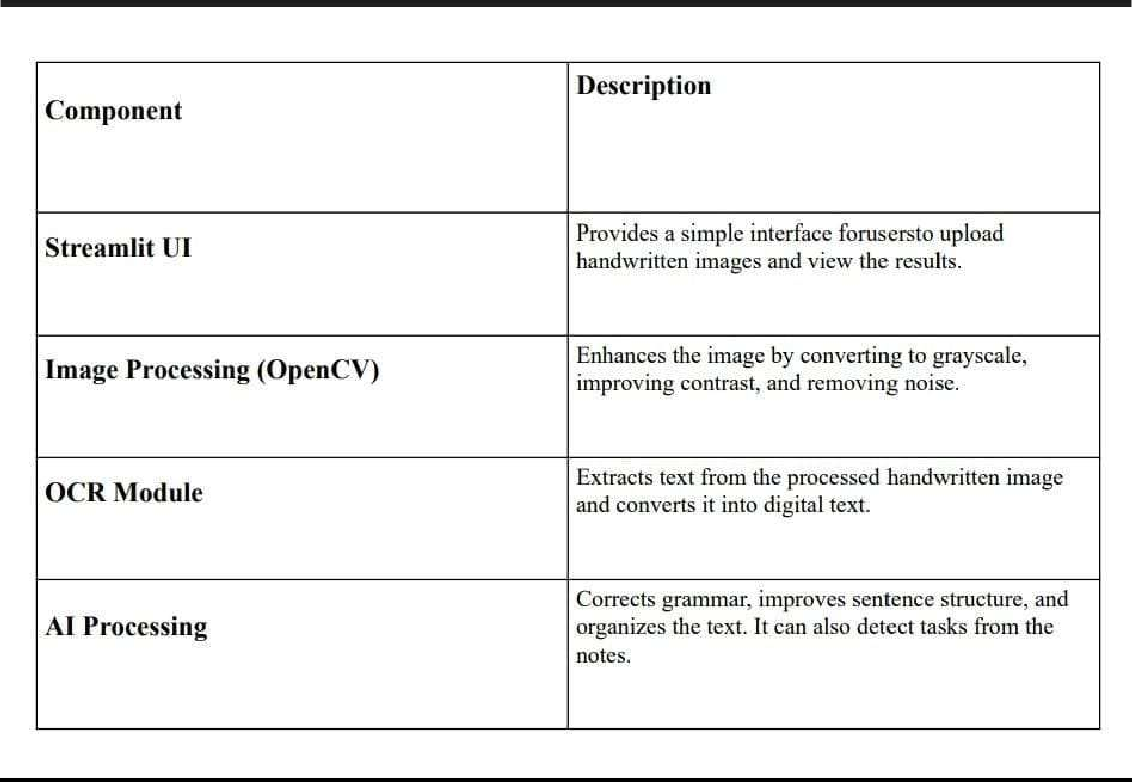 Component
Description
Streamlit UI
Provides a simple interface forusersto upload
handwritten images and view the results.
Image Processing (OpenCV)
Enhances the image by converting to grayscale,
improving contrast, and removing noise.
OCR Module
Extracts text from the processed handwritten image
and converts it into digital text.
AI Processing
Corrects grammar, improves sentence structure, and
organizes the text. It can also detect tasks from the
notes.